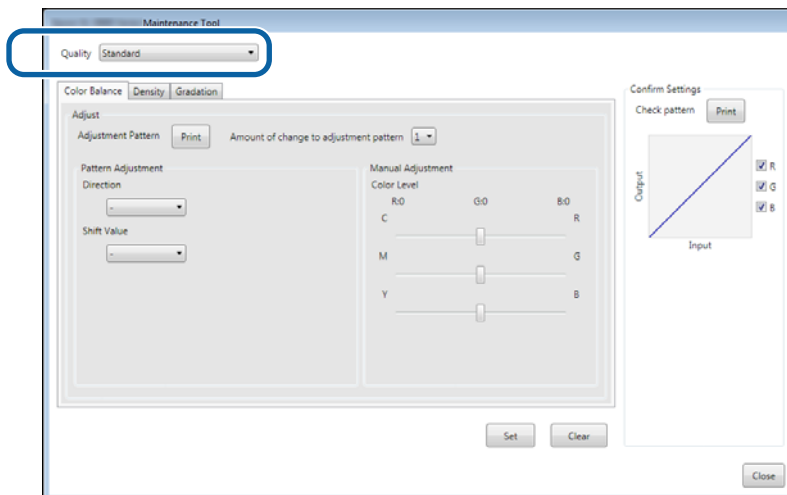 Maintenance Tool
Quality Standard
Color Balance Density Gradation
Adjust
Adjustment Pattern Print Amount of change to adjustment pattern 1
Pattern Adjustment
Direction
-
Shift Value
-
Manual Adjustment
Color Level
R:0 G:0 B:0
C R
M G
Y B
Set Clear
Confirm Settings
Check pattern Print
Output
R
G
B
Input
Close